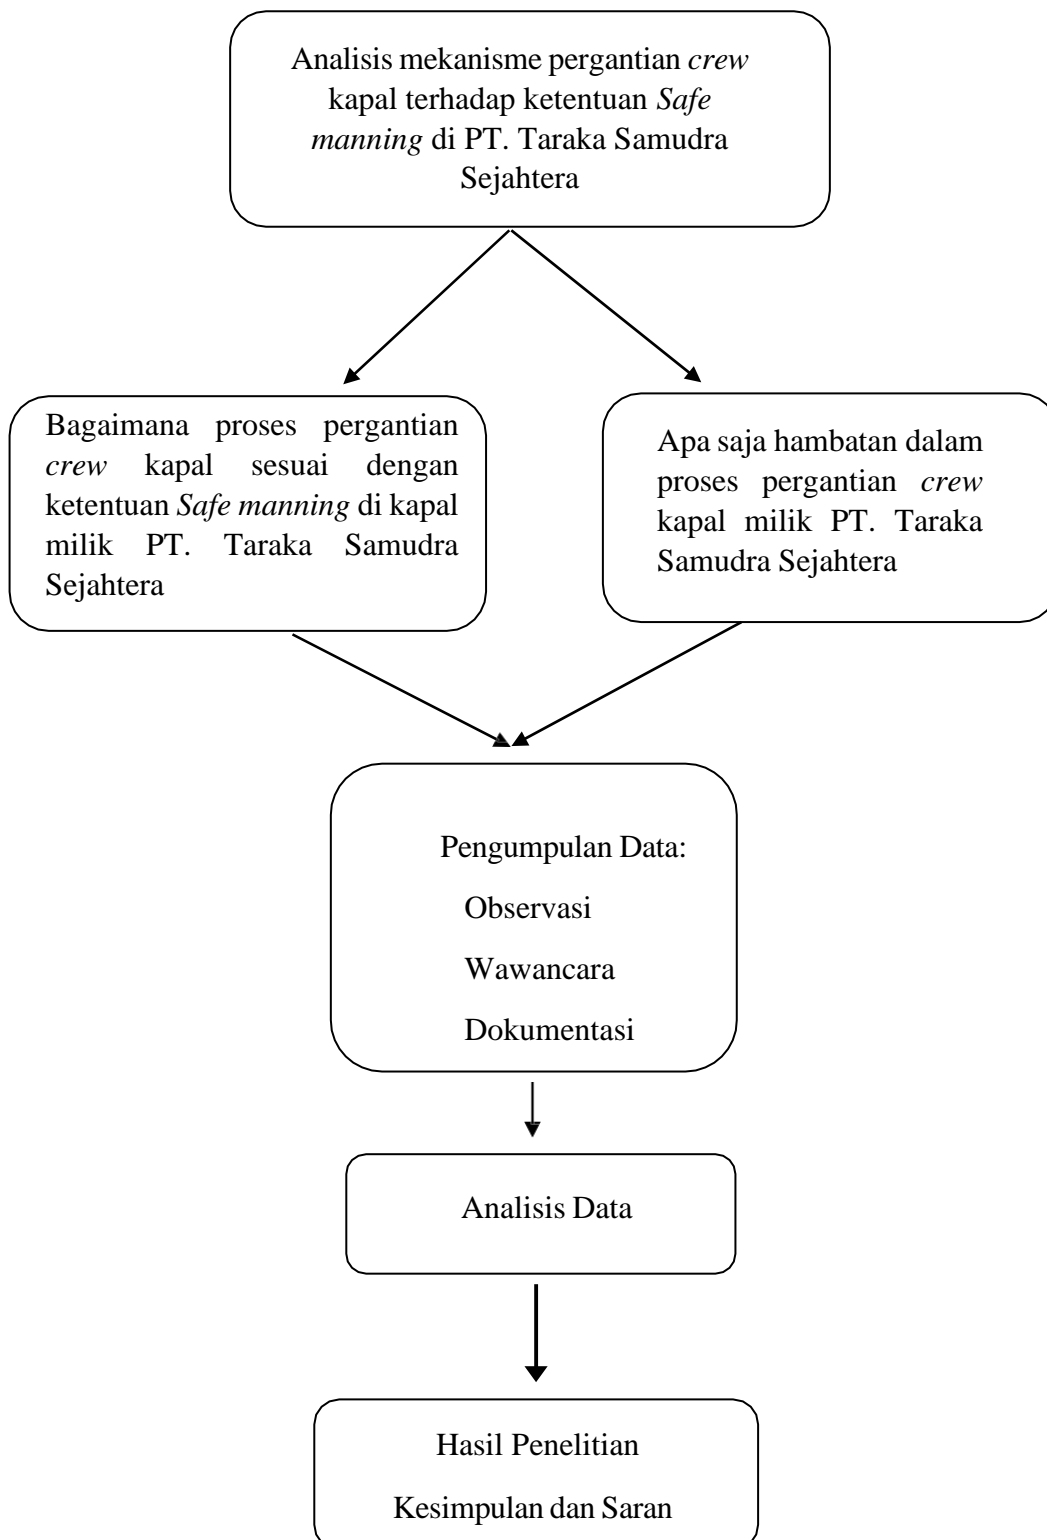 Analisis mekanisme pergantian crew
kapal terhadap ketentuan Safe
manning di PT. Taraka Samudra
Sejahtera
Bagaimana proses pergantian
crew kapal sesuai dengan
ketentuan Safe manning di kapal
milik PT. Taraka Samudra
Sejahtera
Apa saja hambatan dalam
proses pergantian crew
kapal milik PT. Taraka
Samudra Sejahtera
Pengumpulan Data:
Observasi
Wawancara
Dokumentasi
Analisis Data
Hasil Penelitian
Kesimpulan dan Saran